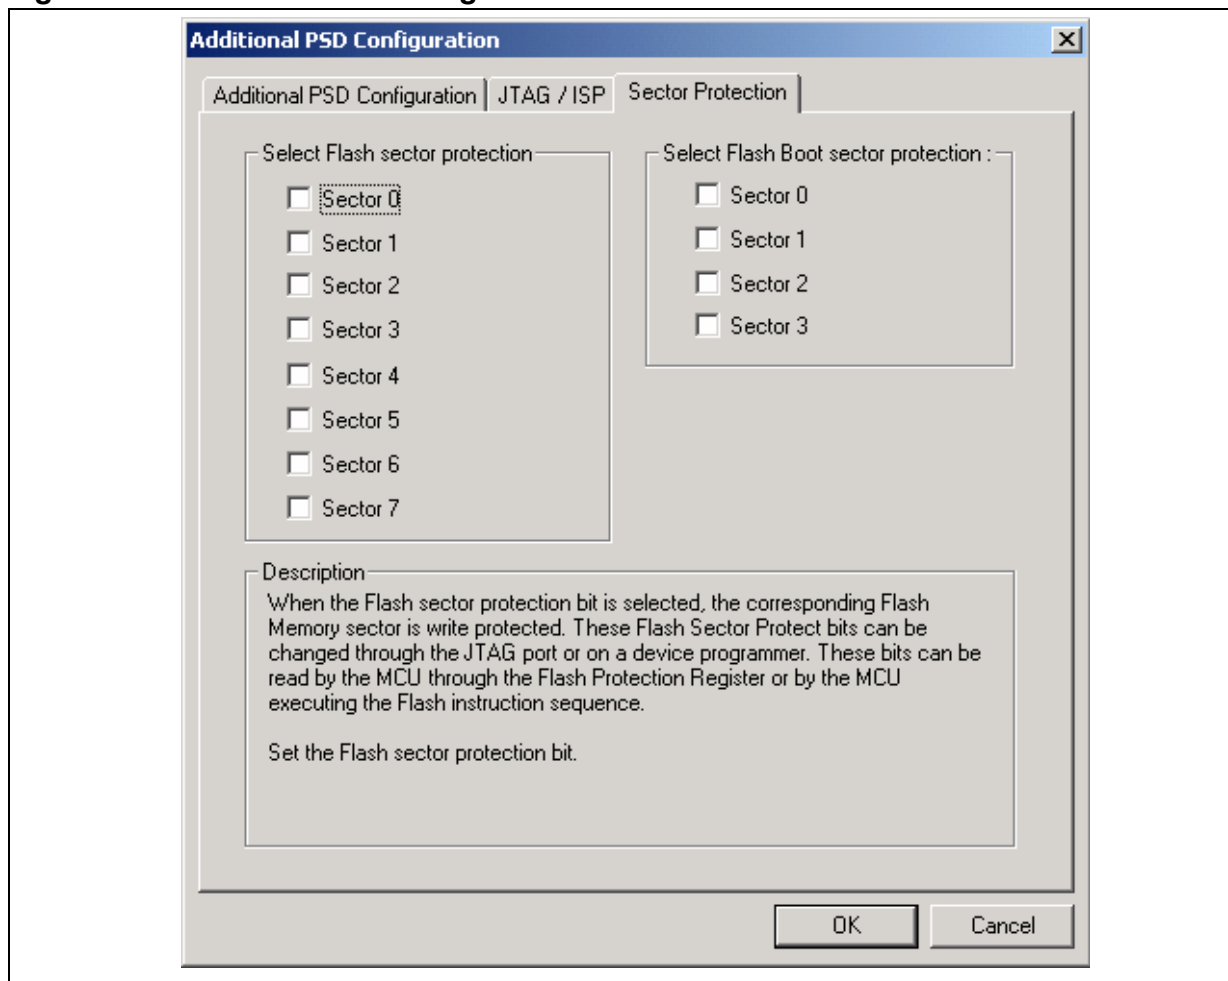 Additional PSD Configuration
Additional PSD Configuration
JTAG / ISP
Sector Protection
Select Flash sector protection
Sector 0
Sector 1
Sector 2
Sector 3
Sector 4
Sector 5
Sector 6
Sector 7
Select Flash Boot sector protection :
Sector 0
Sector 1
Sector 2
Sector 3
Description
When the Flash sector protection bit is selected, the corresponding Flash
Memory sector is write protected. These Flash Sector Protect bits can be
changed through the JTAG port or on a device programmer. These bits can be
read by the MCU through the Flash Protection Register or by the MCU
executing the Flash instruction sequence.
Set the Flash sector protection bit.
OK
Cancel